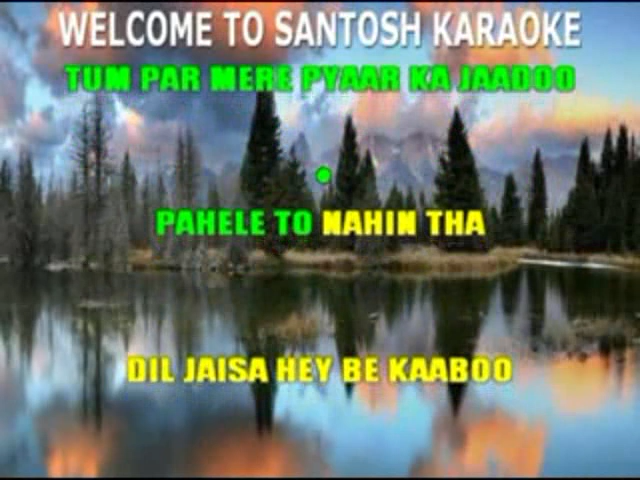 WELCOME TO SANTOSH KARAOKE
TUM PAR MERE PYAAR KA JAADOO
PAHELE TO NAHIN THA
DIL JAISA HEY BE KAABOO